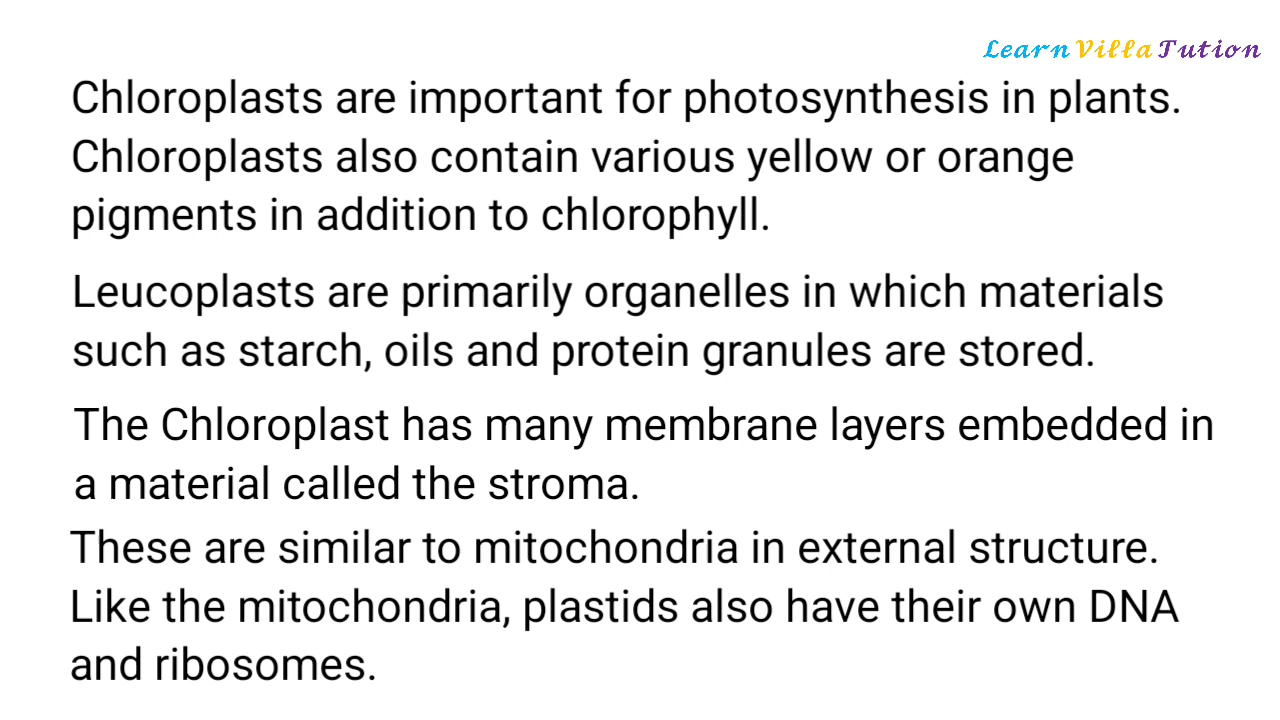 Learn Villa Tution
Chloroplasts are important for photosynthesis in plants.
Chloroplasts also contain various yellow or orange
pigments in addition to chlorophyll.
Leucoplasts are primarily organelles in which materials
such as starch, oils and protein granules are stored.
The Chloroplast has many membrane layers embedded in
a material called the stroma.
These are similar to mitochondria in external structure.
Like the mitochondria, plastids also have their own DNA
and ribosomes.